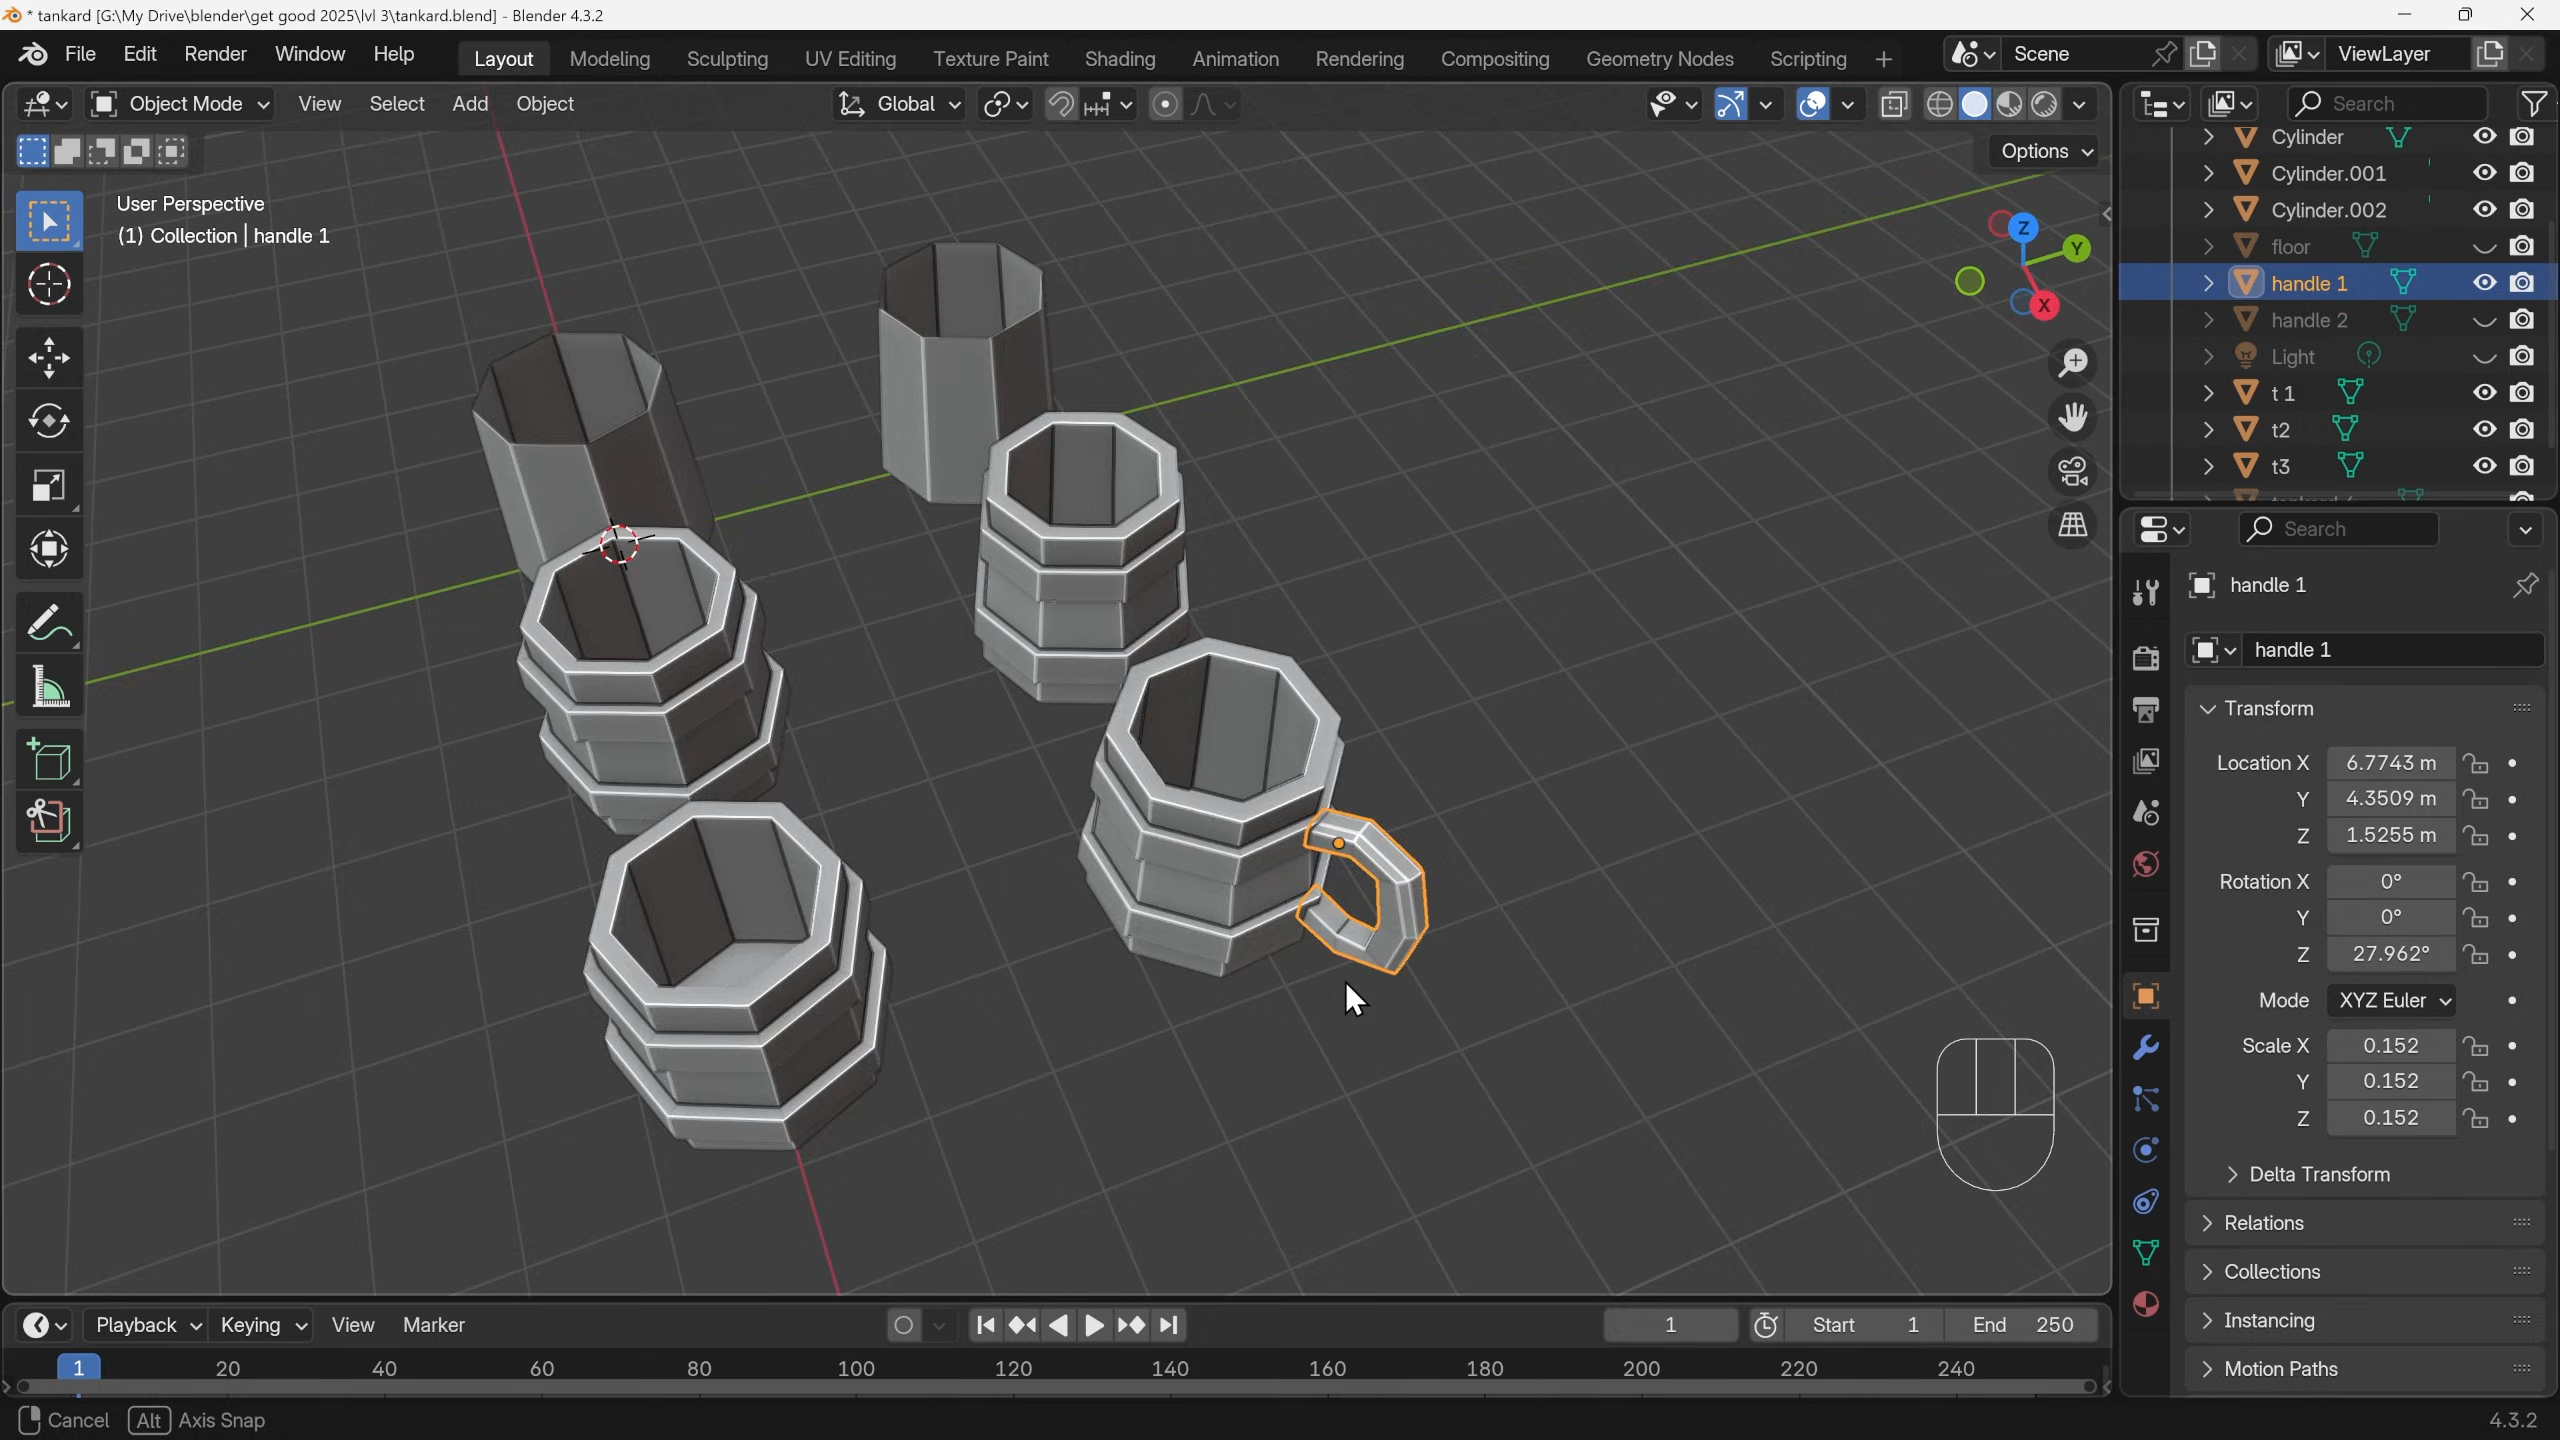 * tankard [G:\My Drive\blender\get good 2025\lvl 3\tankard.blend] - Blender 4.3.2
File Edit Render Window Help
Layout Modeling Sculpting UV Editing Texture Paint Shading Animation Rendering Compositing Geometry Nodes Scripting +
Scene
ViewLayer
Object Mode View Select Add Object
Global
Search
Options
User Perspective
(1) Collection | handle 1
Z
Y
X
Cylinder
Cylinder.001
Cylinder.002
floor
handle 1
handle 2
Light
t 1
t2
t3
Search
handle 1
handle 1
Transform
Location X 6.7743 m
Y 4.3509 m
Z 1.5255 m
Rotation X 0°
Y 0°
Z 27.962°
Mode XYZ Euler
Scale X 0.152
Y 0.152
Z 0.152
Delta Transform
Relations
Collections
Instancing
Motion Paths
Playback Keying View Marker
1
Start 1
End 250
1 20 40 60 80 100 120 140 160 180 200 220 240
Cancel Alt Axis Snap
4.3.2